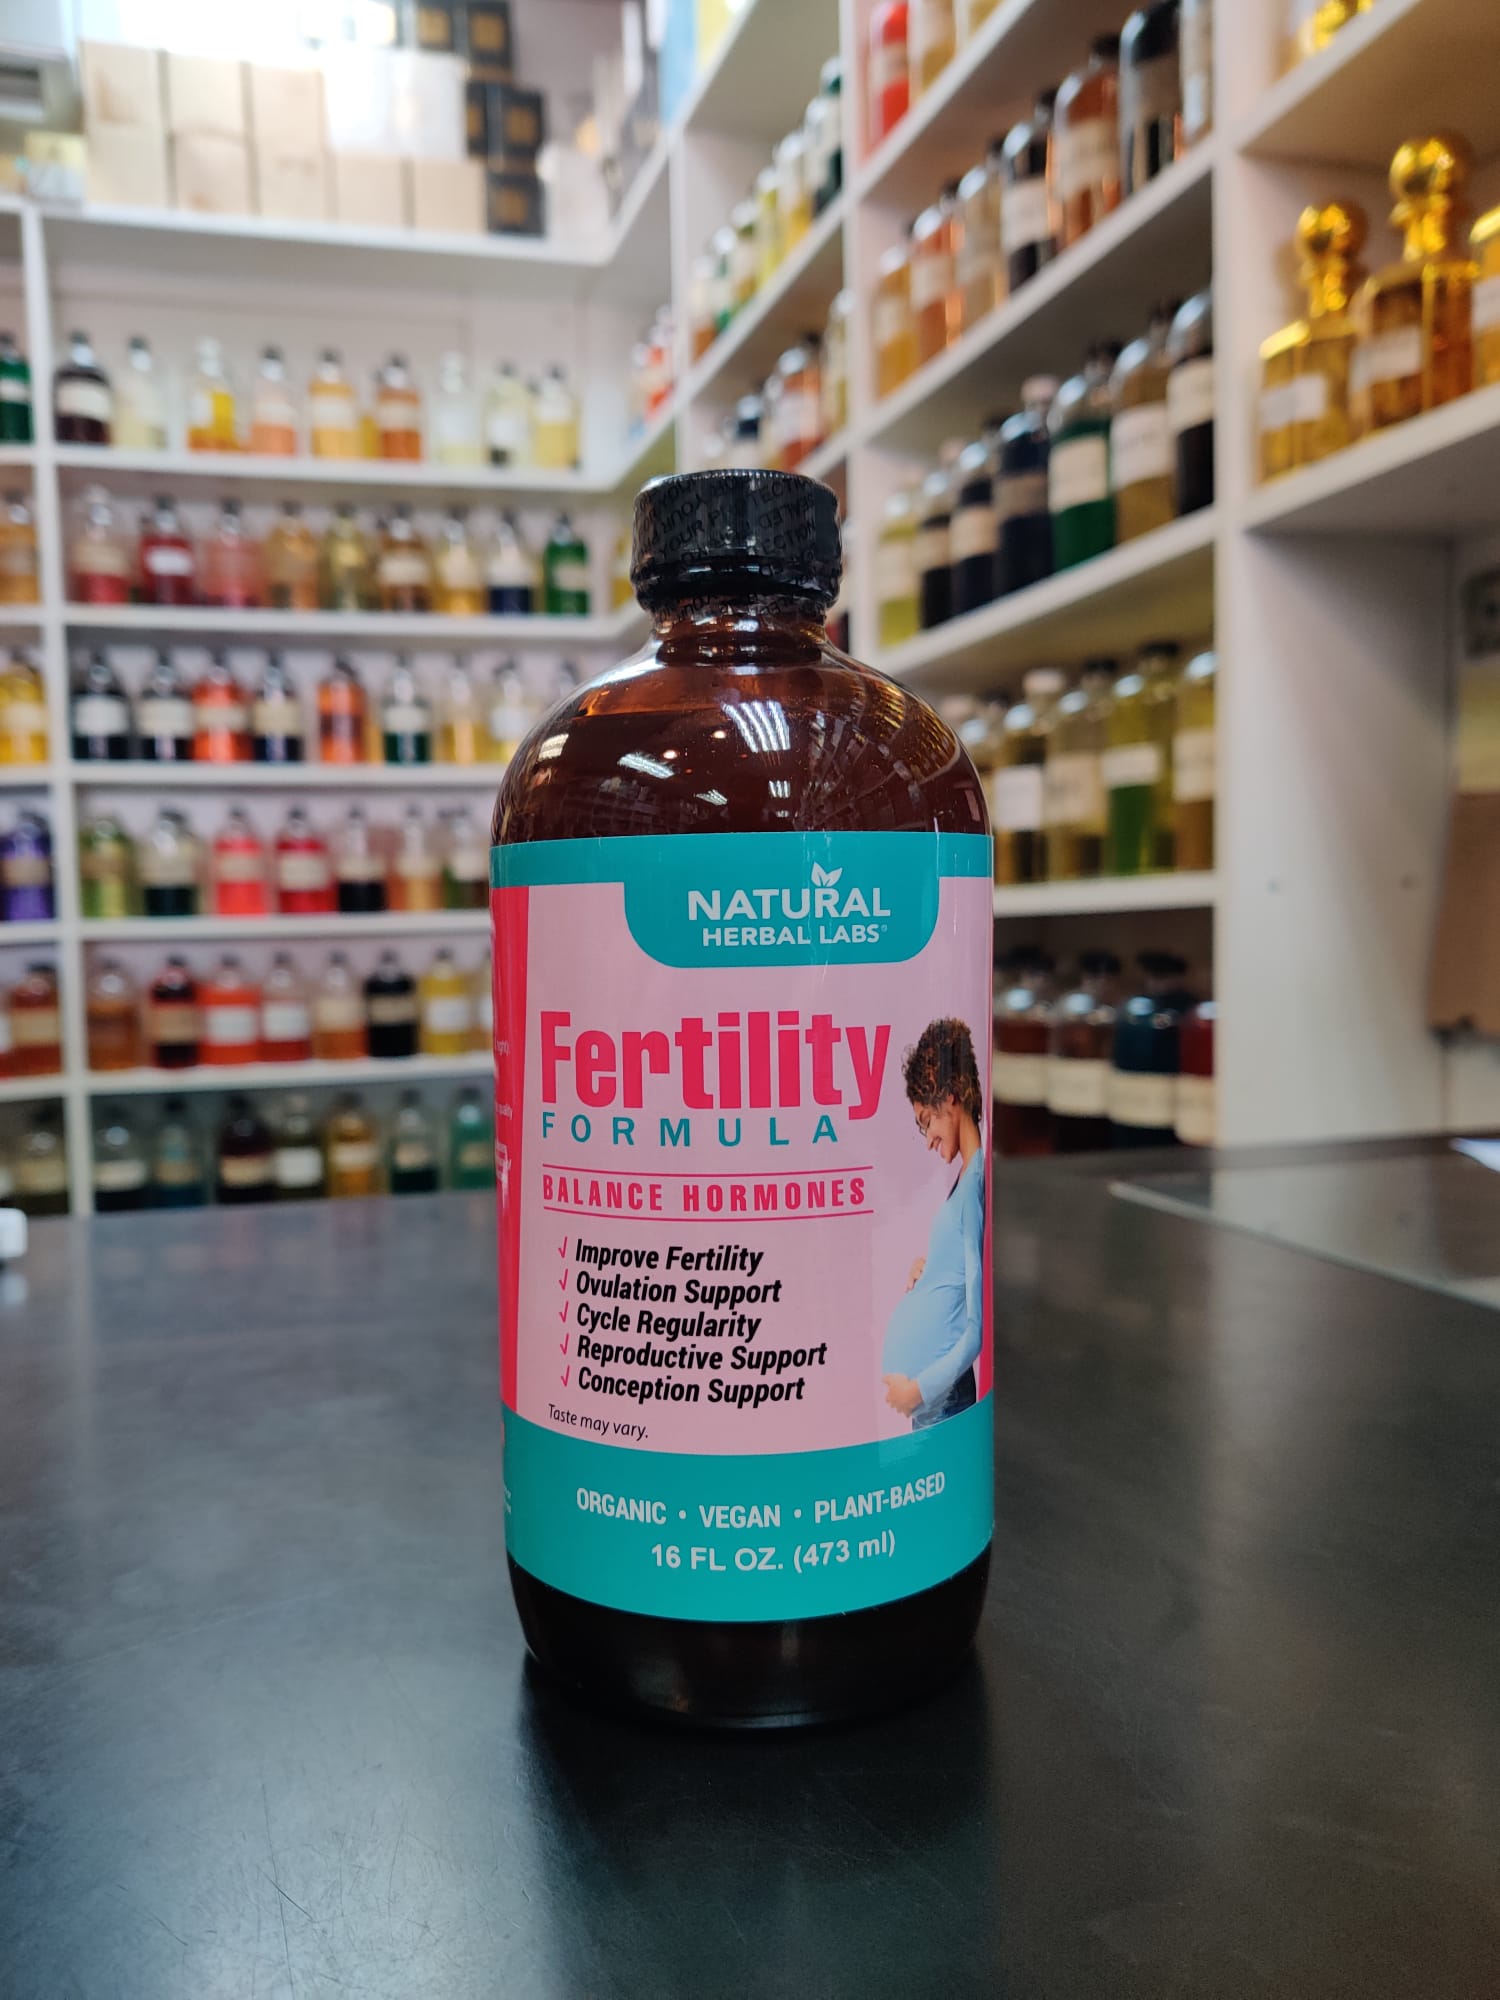 NATURAL
HERBAL LABS®
Fertility
FORMULA
BALANCE HORMONES
√ Improve Fertility
√ Ovulation Support
√ Cycle Regularity
√ Reproductive Support
√ Conception Support
Taste may vary.
ORGANIC • VEGAN • PLANT-BASED
16 FL OZ. (473 ml)